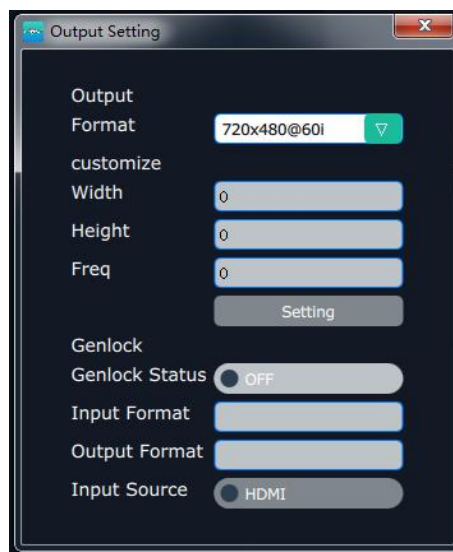 Output Setting
x
Output
Format 720x480@60i
customize
Width 0
Height 0
Freq 0
Setting
Genlock
Genlock Status OFF
Input Format
Output Format
Input Source HDMI